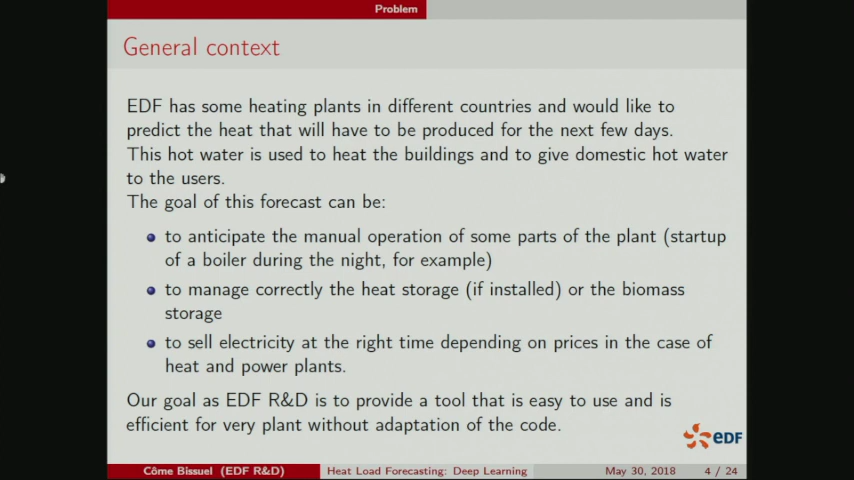 Problem
General context
EDF has some heating plants in different countries and would like to
predict the heat that will have to be produced for the next few days.
This hot water is used to heat the buildings and to give domestic hot water
to the users.
The goal of this forecast can be:
to anticipate the manual operation of some parts of the plant (startup
of a boiler during the night, for example)
to manage correctly the heat storage (if installed) or the biomass
storage
to sell electricity at the right time depending on prices in the case of
heat and power plants.
Our goal as EDF R&D is to provide a tool that is easy to use and is
efficient for very plant without adaptation of the code.
eDF
Côme Bissuel (EDF R&D) Heat Load Forecasting: Deep Learning May 30, 2018 4 / 24